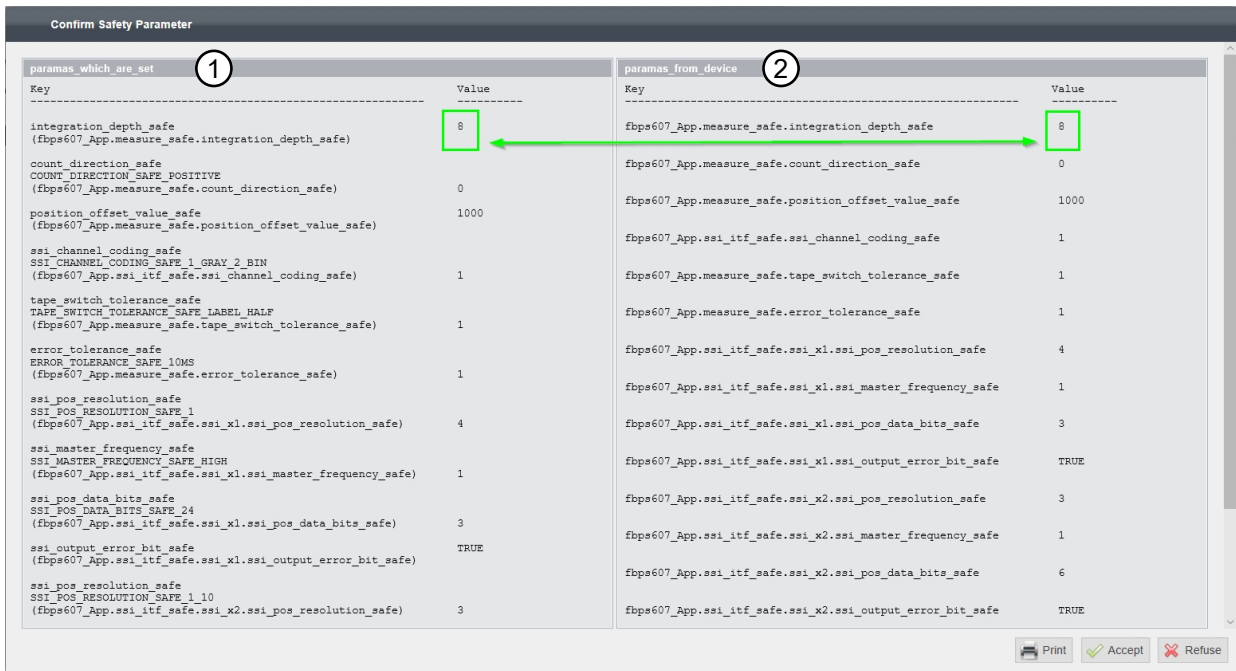 Confirm Safety Parameter
paramas_which_are_set 1
Key Value
integration_depth_safe 8
(fbps607_App.measure_safe.integration_depth_safe)
count_direction_safe
COUNT_DIRECTION_SAFE_POSITIVE
(fbps607_App.measure_safe.count_direction_safe) 0
position_offset_value_safe 1000
(fbps607_App.measure_safe.position_offset_value_safe)
ssi_channel_coding_safe
SSI_CHANNEL_CODING_SAFE_1_GRAY_2_BIN
(fbps607_App.ssi_itf_safe.ssi_channel_coding_safe) 1
tape_switch_tolerance_safe
TAPE_SWITCH_TOLERANCE_SAFE_LABEL_HALF
(fbps607_App.measure_safe.tape_switch_tolerance_safe) 1
error_tolerance_safe
ERROR_TOLERANCE_SAFE_10MS
(fbps607_App.measure_safe.error_tolerance_safe) 1
ssi_pos_resolution_safe
SSI_POS_RESOLUTION_SAFE_1
(fbps607_App.ssi_itf_safe.ssi_x1.ssi_pos_resolution_safe) 4
ssi_master_frequency_safe
SSI_MASTER_FREQUENCY_SAFE_HIGH
(fbps607_App.ssi_itf_safe.ssi_x1.ssi_master_frequency_safe) 1
ssi_pos_data_bits_safe
SSI_POS_DATA_BITS_SAFE_24
(fbps607_App.ssi_itf_safe.ssi_x1.ssi_pos_data_bits_safe) 3
ssi_output_error_bit_safe TRUE
(fbps607_App.ssi_itf_safe.ssi_x1.ssi_output_error_bit_safe)
ssi_pos_resolution_safe
SSI_POS_RESOLUTION_SAFE_1_10
(fbps607_App.ssi_itf_safe.ssi_x2.ssi_pos_resolution_safe) 3
paramas_from_device 2
Key Value
fbps607_App.measure_safe.integration_depth_safe 8
fbps607_App.measure_safe.count_direction_safe 0
fbps607_App.measure_safe.position_offset_value_safe 1000
fbps607_App.ssi_itf_safe.ssi_channel_coding_safe 1
fbps607_App.measure_safe.tape_switch_tolerance_safe 1
fbps607_App.measure_safe.error_tolerance_safe 1
fbps607_App.ssi_itf_safe.ssi_x1.ssi_pos_resolution_safe 4
fbps607_App.ssi_itf_safe.ssi_x1.ssi_master_frequency_safe 1
fbps607_App.ssi_itf_safe.ssi_x1.ssi_pos_data_bits_safe 3
fbps607_App.ssi_itf_safe.ssi_x1.ssi_output_error_bit_safe TRUE
fbps607_App.ssi_itf_safe.ssi_x2.ssi_pos_resolution_safe 3
fbps607_App.ssi_itf_safe.ssi_x2.ssi_master_frequency_safe 1
fbps607_App.ssi_itf_safe.ssi_x2.ssi_pos_data_bits_safe 6
fbps607_App.ssi_itf_safe.ssi_x2.ssi_output_error_bit_safe TRUE
Print Accept Refuse